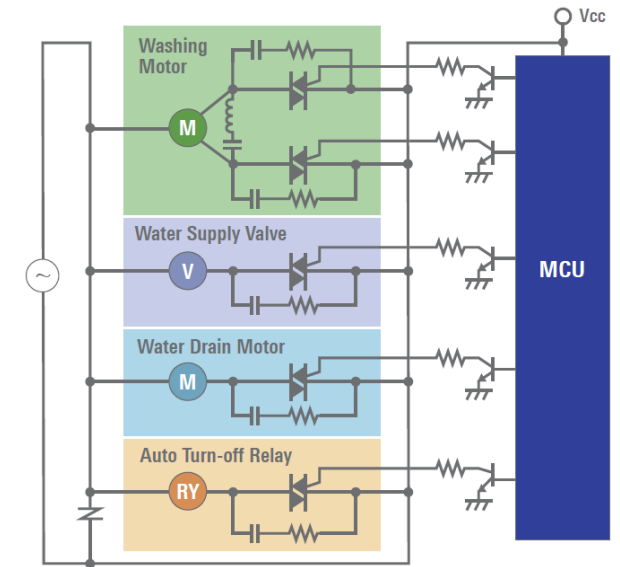 Vcc
Washing
Motor
M
Water Supply Valve
V
MCU
Water Drain Motor
M
Auto Turn-off Relay
RY